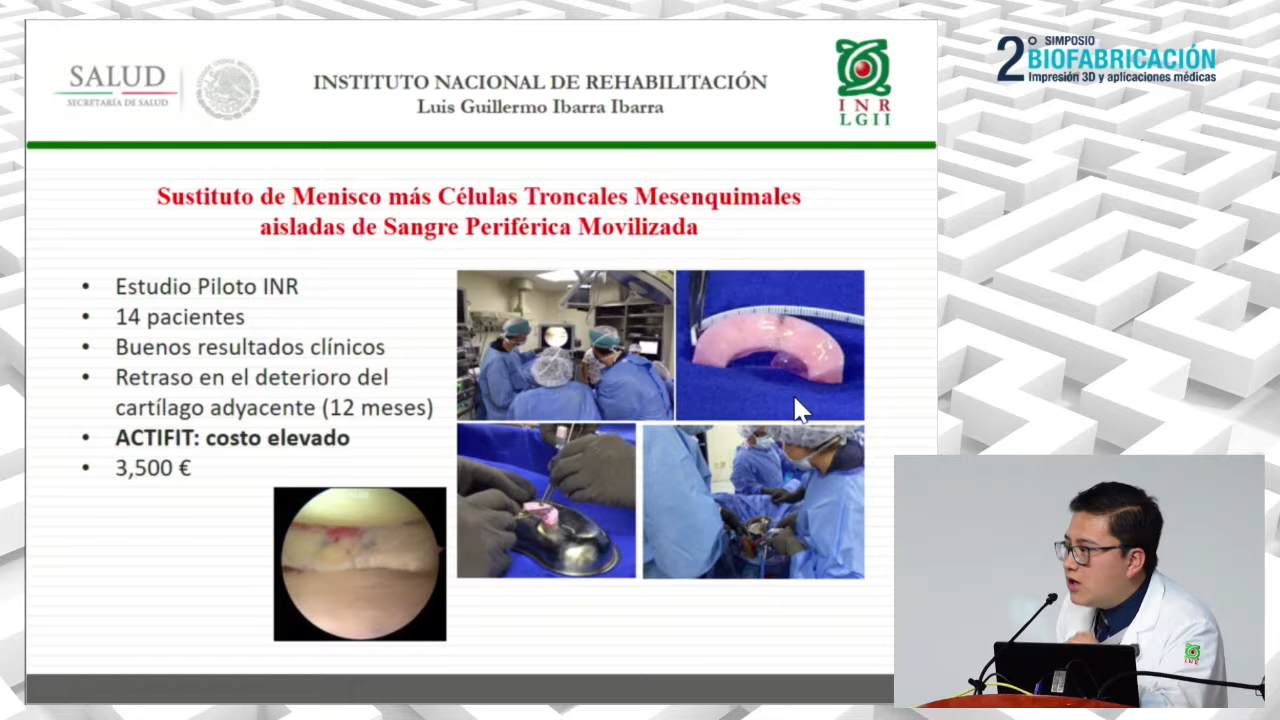 SALUD
SECRETARÍA DE SALUD
INSTITUTO NACIONAL DE REHABILITACIÓN
Luis Guillermo Ibarra Ibarra
INR
LGII
2° SIMPOSIO
BIOFABRICACIÓN
Impresión 3D y aplicaciones médicas
Sustituto de Menisco más Células Troncales Mesenquimales
aisladas de Sangre Periférica Movilizada
• Estudio Piloto INR
• 14 pacientes
• Buenos resultados clínicos
• Retraso en el deterioro del
cartílago adyacente (12 meses)
• ACTIFIT: costo elevado
• 3,500 €
INR